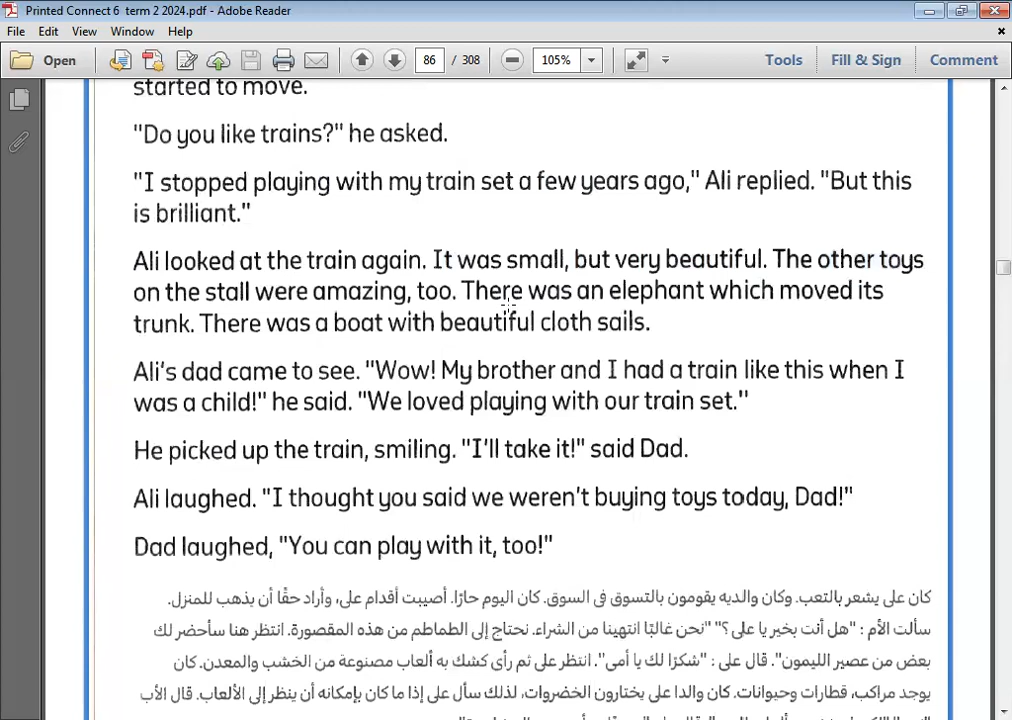 Printed Connect 6 term 2 2024.pdf - Adobe Reader
File Edit View Window Help
Open 86 / 308 105% Tools Fill & Sign Comment
started to move.
"Do you like trains?" he asked.
"I stopped playing with my train set a few years ago," Ali replied. "But this
is brilliant."
Ali looked at the train again. It was small, but very beautiful. The other toys
on the stall were amazing, too. There was an elephant which moved its
trunk. There was a boat with beautiful cloth sails.
Ali's dad came to see. "Wow! My brother and I had a train like this when I
was a child!" he said. "We loved playing with our train set."
He picked up the train, smiling. "I'll take it!" said Dad.
Ali laughed. "I thought you said we weren't buying toys today, Dad!"
Dad laughed, "You can play with it, too!"
كان على يشعر بالتعب. وكان والديه يقومون بالتسوق فى السوق. كان اليوم حارًا. أصيبت أقدام على، وأراد حقًا أن يذهب للمنزل.
سألت الأم : "هل أنت بخير يا على ؟" "نحن غالبًا انتهينا من الشراء. نحتاج إلى الطماطم من هذه المقصورة. انتظر هنا سأحضر لك
بعض من عصير الليمون". قال على : "شكرًا لك يا أمى". انتظر على ثم رأى كشك به ألعاب مصنوعة من الخشب والمعدن. كان
يوجد مراكب، قطارات وحيوانات. كان والدا على يختارون الخضروات، لذلك سأل على إذا ما كان بإمكانه أن ينظر إلى الألعاب. قال الأب